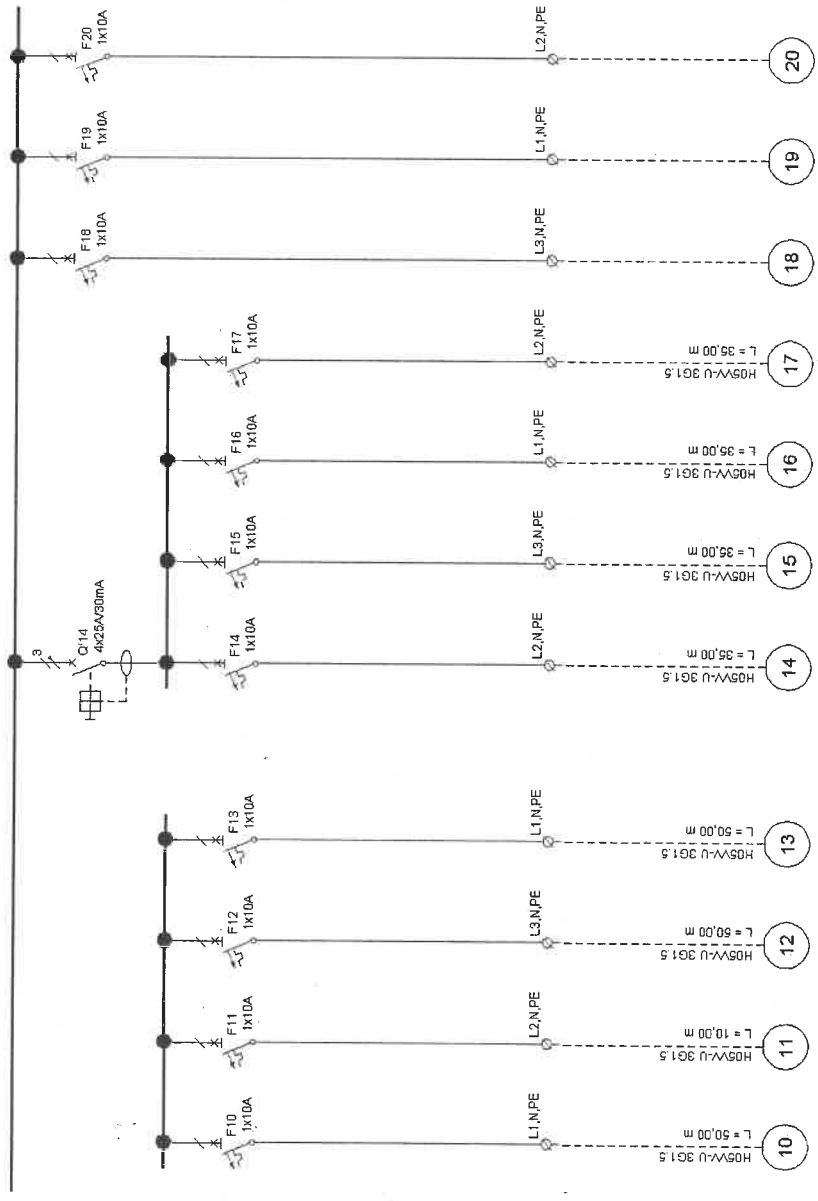 3
Q'14
4x25A/30mA
F18
1x10A
F19
1x10A
F20
1x10A
F10
1x10A
F11
1x10A
F12
1x10A
F13
1x10A
F14
1x10A
F15
1x10A
F16
1x10A
F17
1x10A
L1,N,PE
L2,N,PE
L3,N,PE
L1,N,PE
L2,N,PE
L3,N,PE
L1,N,PE
L2,N,PE
L3,N,PE
L1,N,PE
L2,N,PE
H05VV-U 3G1.5
L = 50,00 m
H05VV-U 3G1.5
L = 10,00 m
H05VV-U 3G1.5
L = 50,00 m
H05VV-U 3G1.5
L = 50,00 m
H05VV-U 3G1.5
L = 35,00 m
H05VV-U 3G1.5
L = 35,00 m
H05VV-U 3G1.5
L = 35,00 m
H05VV-U 3G1.5
L = 35,00 m
10
11
12
13
14
15
16
17
18
19
20